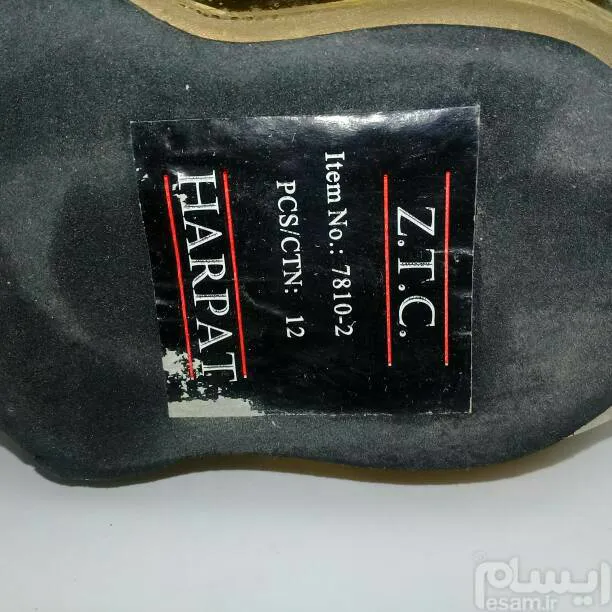 Z.T.C.
Item No.: 7810-2
PCS/CTN: 12
HARPAT
ایسام
esam.ir